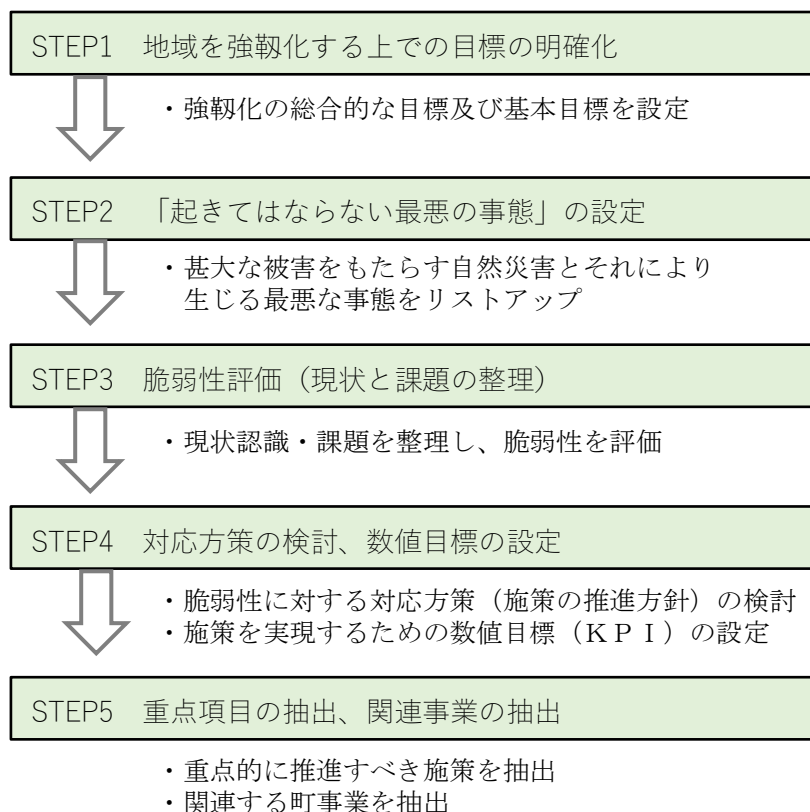 STEP1 地域を強靱化する上での目標の明確化
・強靱化の総合的な目標及び基本目標を設定
STEP2 「起きてはならない最悪の事態」の設定
・甚大な被害をもたらす自然災害とそれにより
生じる最悪な事態をリストアップ
STEP3 脆弱性評価（現状と課題の整理）
・現状認識・課題を整理し、脆弱性を評価
STEP4 対応方策の検討、数値目標の設定
・脆弱性に対する対応方策（施策の推進方針）の検討
・施策を実現するための数値目標（ＫＰＩ）の設定
STEP5 重点項目の抽出、関連事業の抽出
・重点的に推進すべき施策を抽出
・関連する町事業を抽出